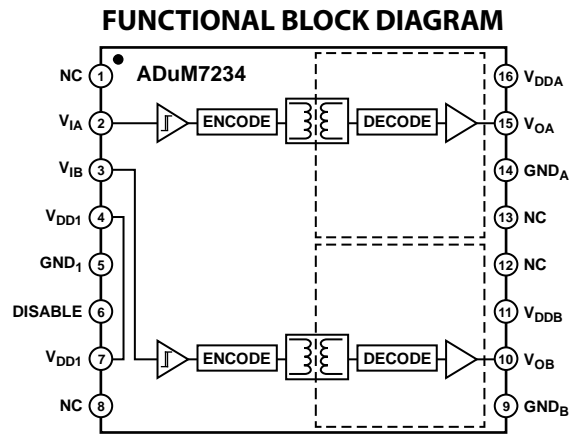 FUNCTIONAL BLOCK DIAGRAM
ADuM7234
NC 1
VIA 2
VIB 3
VDD1 4
GND1 5
DISABLE 6
VDD1 7
NC 8
ENCODE
DECODE
ENCODE
DECODE
16 VDDA
15 VOA
14 GNDA
13 NC
12 NC
11 VDDB
10 VOB
9 GNDB